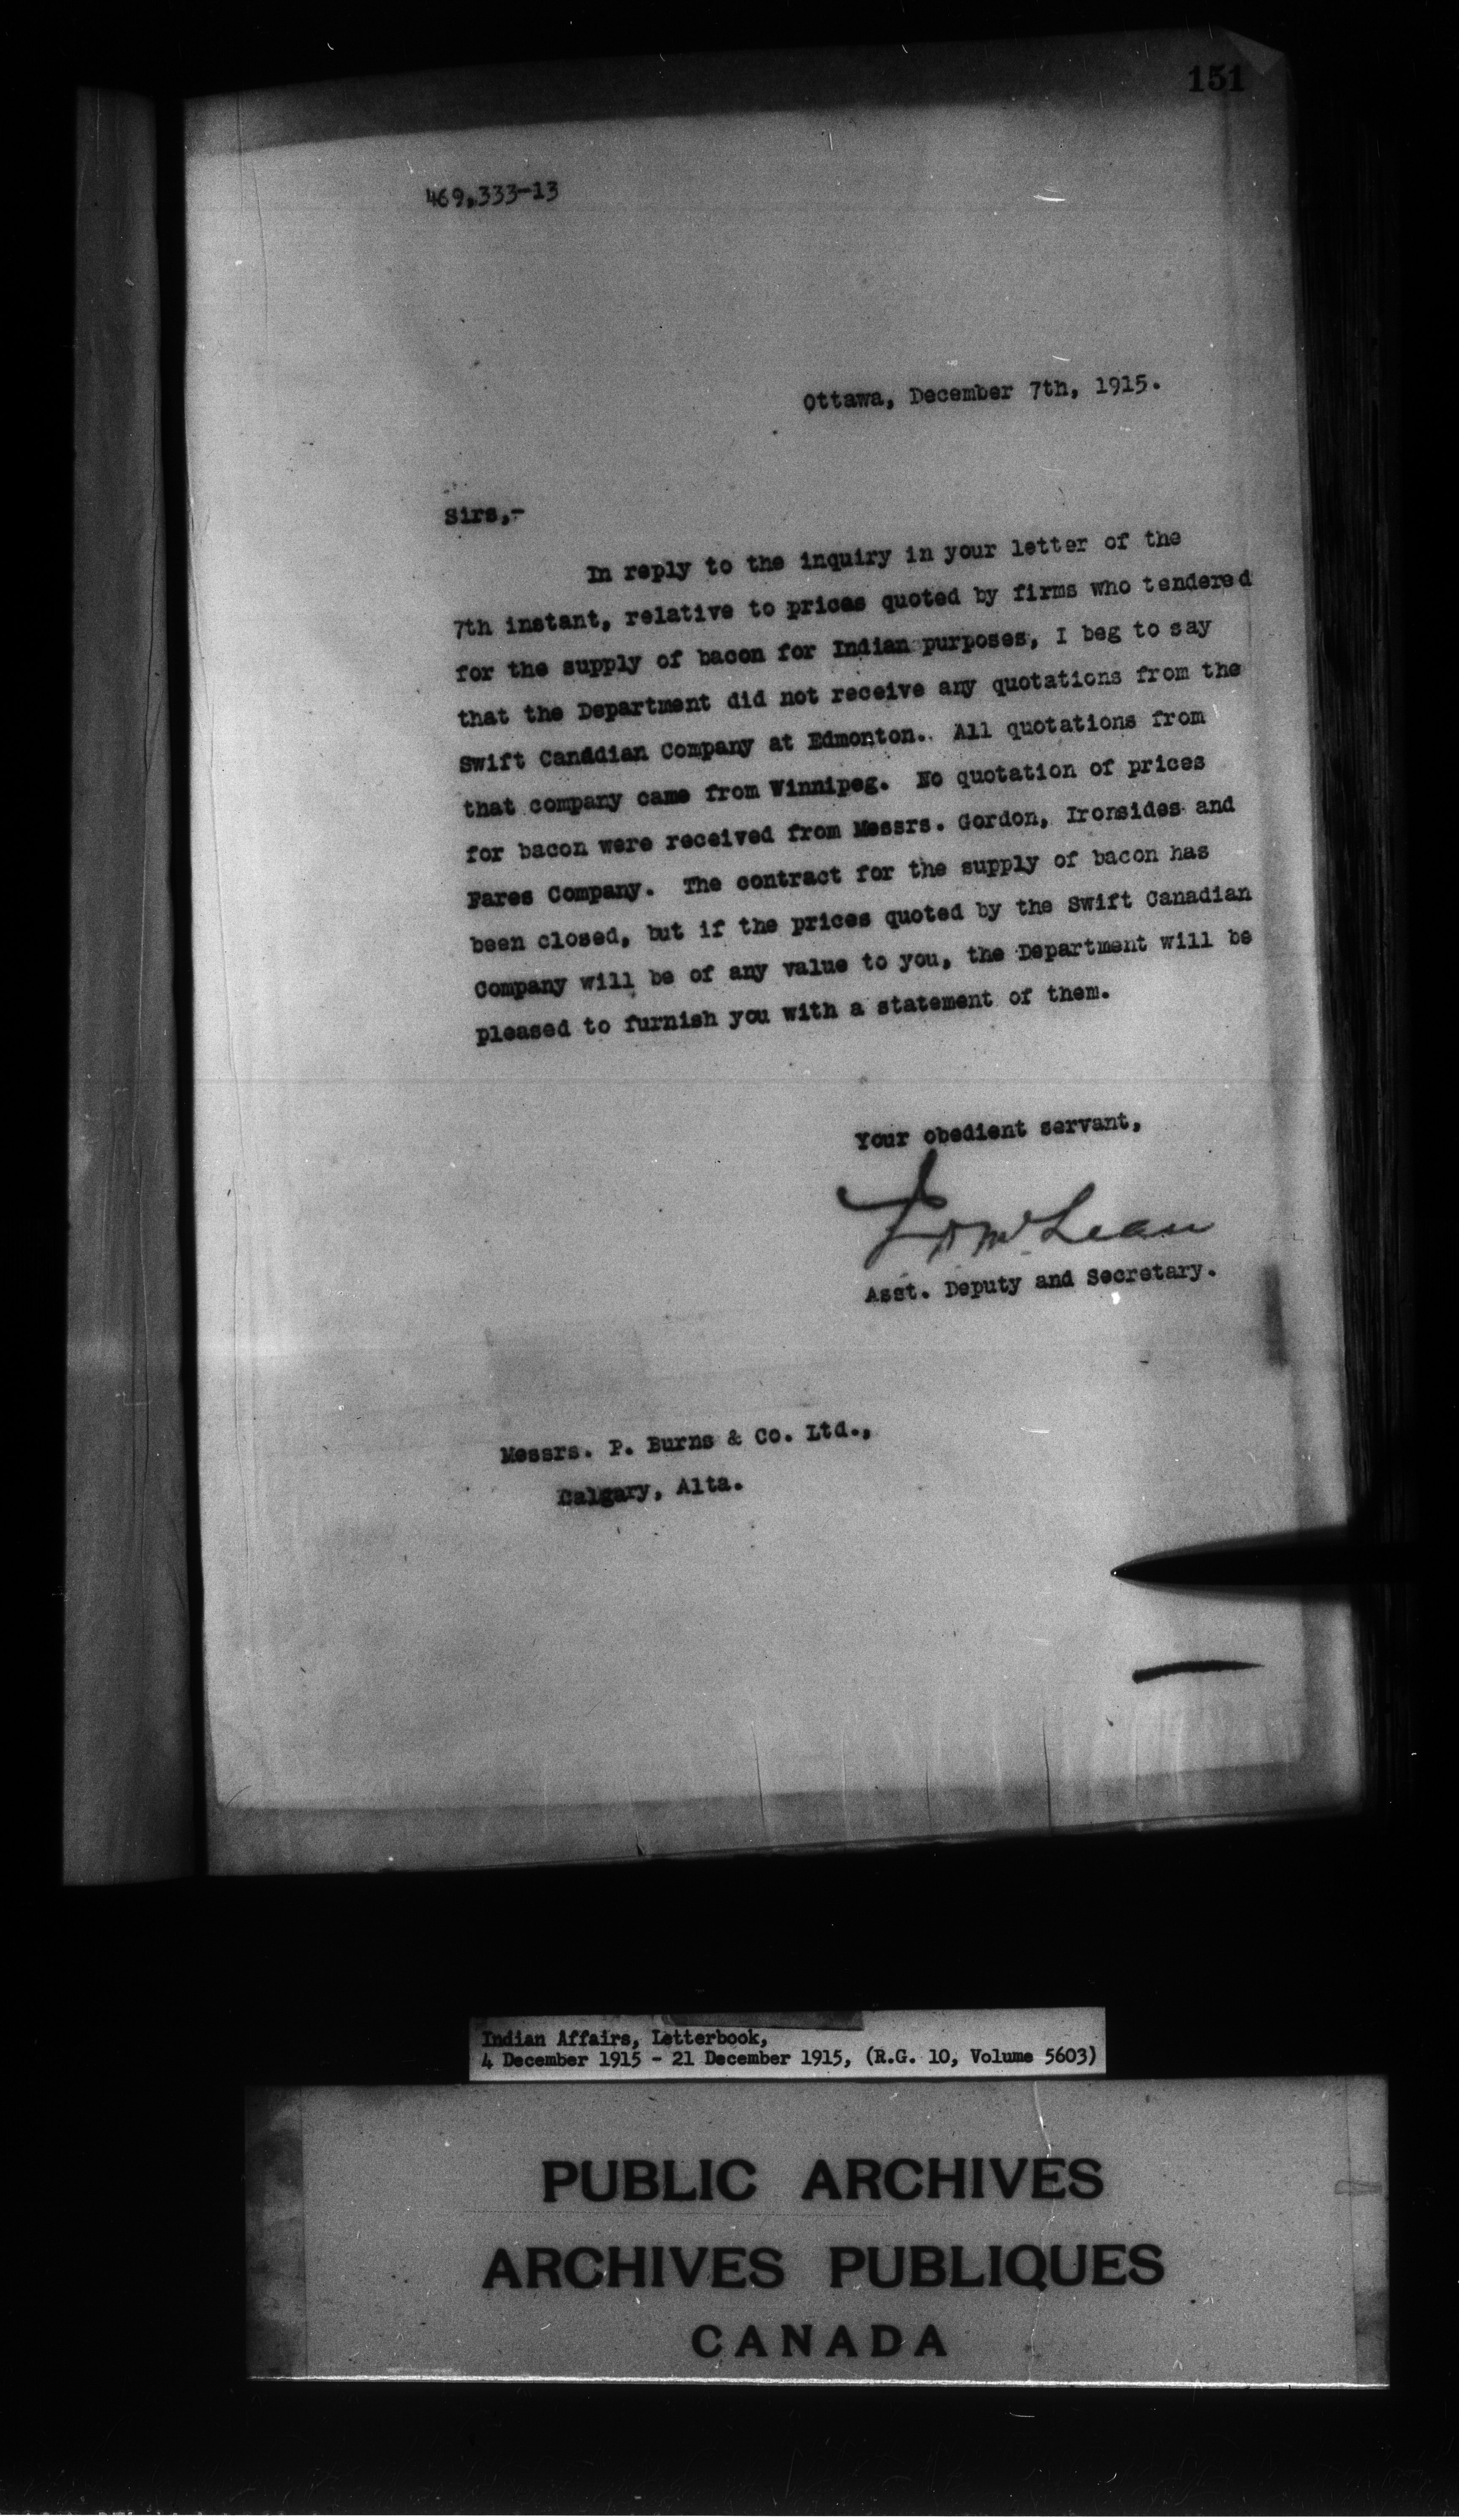 151
469,333-13
Ottawa, December 7th, 1915.
Sirs,-
In reply to the inquiry in your letter of the
7th instant, relative to prices quoted by firms who tendered
for the supply of bacon for Indian purposes, I beg to say
that the Department did not receive any quotations from the
Swift Canadian Company at Edmonton. All quotations from
that company came from Winnipeg. No quotation of prices
for bacon were received from Messrs. Gordon, Ironsides and
Fares Company. The contract for the supply of bacon has
been closed, but if the prices quoted by the Swift Canadian
Company will be of any value to you, the Department will be
pleased to furnish you with a statement of them.
Your obedient servant,
J D McLean
Asst. Deputy and Secretary.
Messrs. P. Burns & Co. Ltd.,
Calgary, Alta.
Indian Affairs, Letterbook,
4 December 1915 - 21 December 1915, (R.G. 10, Volume 5603)
PUBLIC ARCHIVES
ARCHIVES PUBLIQUES
CANADA